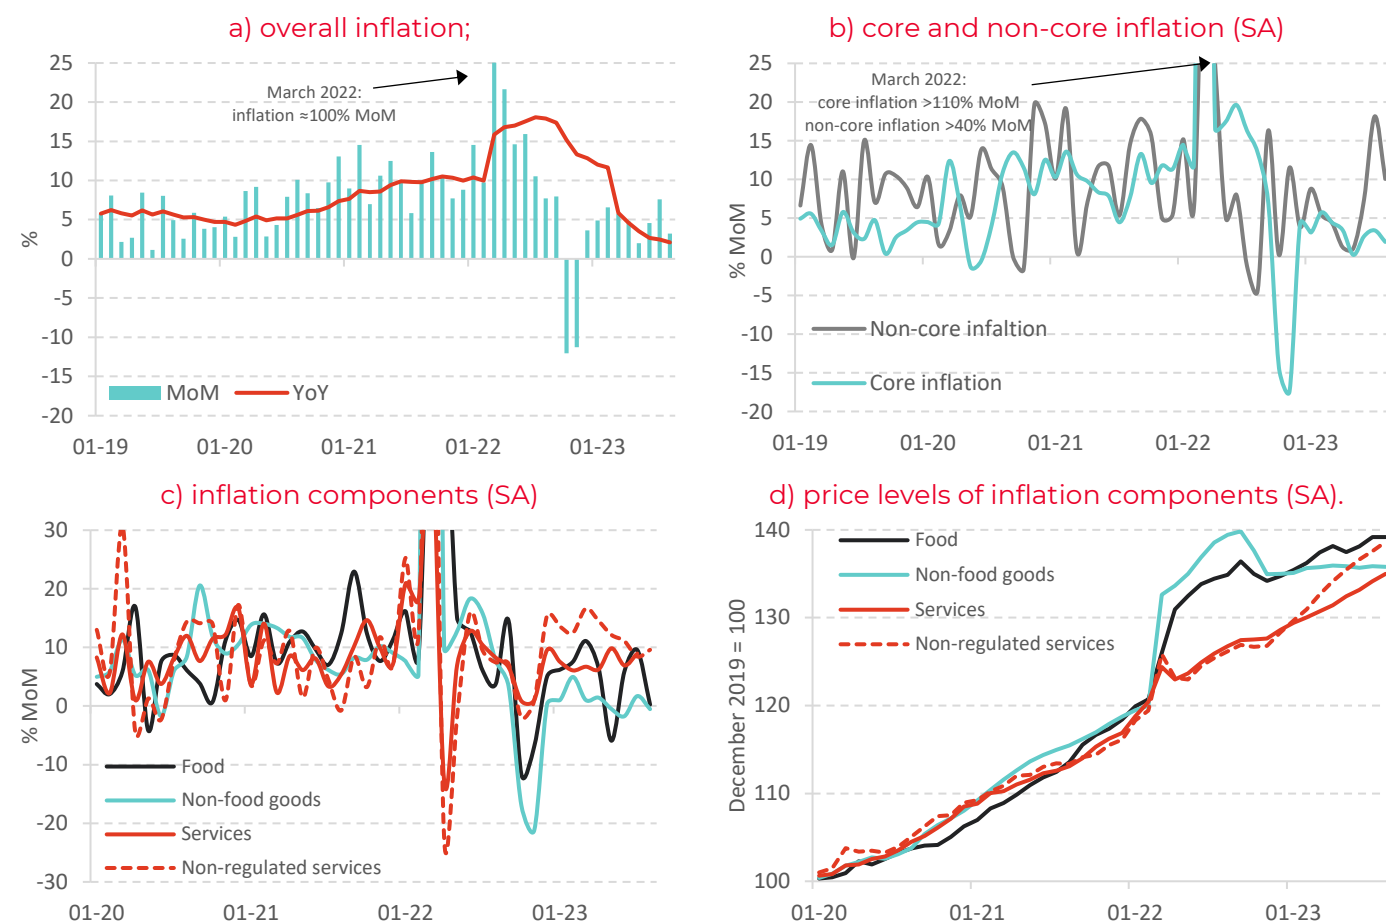 a) overall inflation;
25
20
15
10
5
0
-5
-10
-15
-20
%
March 2022:
inflation ≈100% MoM
MoM
YoY
01-19
01-20
01-21
01-22
01-23
b) core and non-core inflation (SA)
25
20
15
10
5
0
-5
-10
-15
-20
% MoM
March 2022:
core inflation >110% MoM
non-core inflation >40% MoM
Non-core infaltion
Core inflation
01-19
01-20
01-21
01-22
01-23
c) inflation components (SA)
30
20
10
0
-10
-20
-30
% MoM
Food
Non-food goods
Services
Non-regulated services
01-20
01-21
01-22
01-23
d) price levels of inflation components (SA).
140
130
120
110
100
December 2019 = 100
Food
Non-food goods
Services
Non-regulated services
01-20
01-21
01-22
01-23